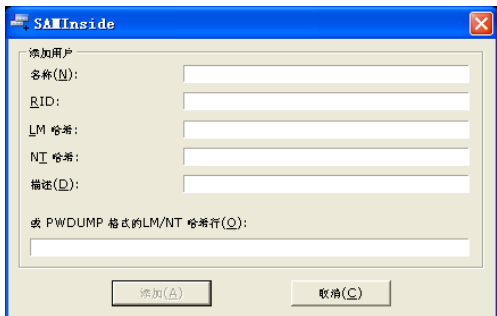 SAMInside
添加用户
名称(N):
RID:
LM 哈希:
NT 哈希:
描述(D):
或 PWDUMP 格式的LM/NT 哈希行(O):
添加(A)
取消(C)